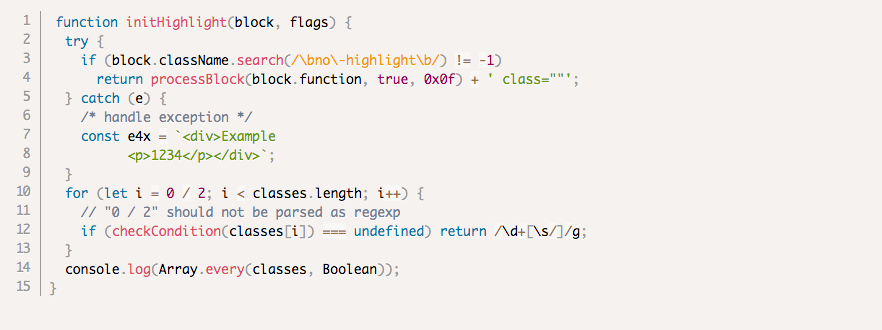 1 function initHighlight(block, flags) {
2 try {
3 if (block.className.search(/\bno\-highlight\b/) != -1)
4 return processBlock(block.function, true, 0x0f) + ' class=""';
5 } catch (e) {
6 /* handle exception */
7 const e4x = `<div>Example
8 <p>1234</p></div>`;
9 }
10 for (let i = 0 / 2; i < classes.length; i++) {
11 // "0 / 2" should not be parsed as regexp
12 if (checkCondition(classes[i]) === undefined) return /\d+[\s/]/g;
13 }
14 console.log(Array.every(classes, Boolean));
15 }